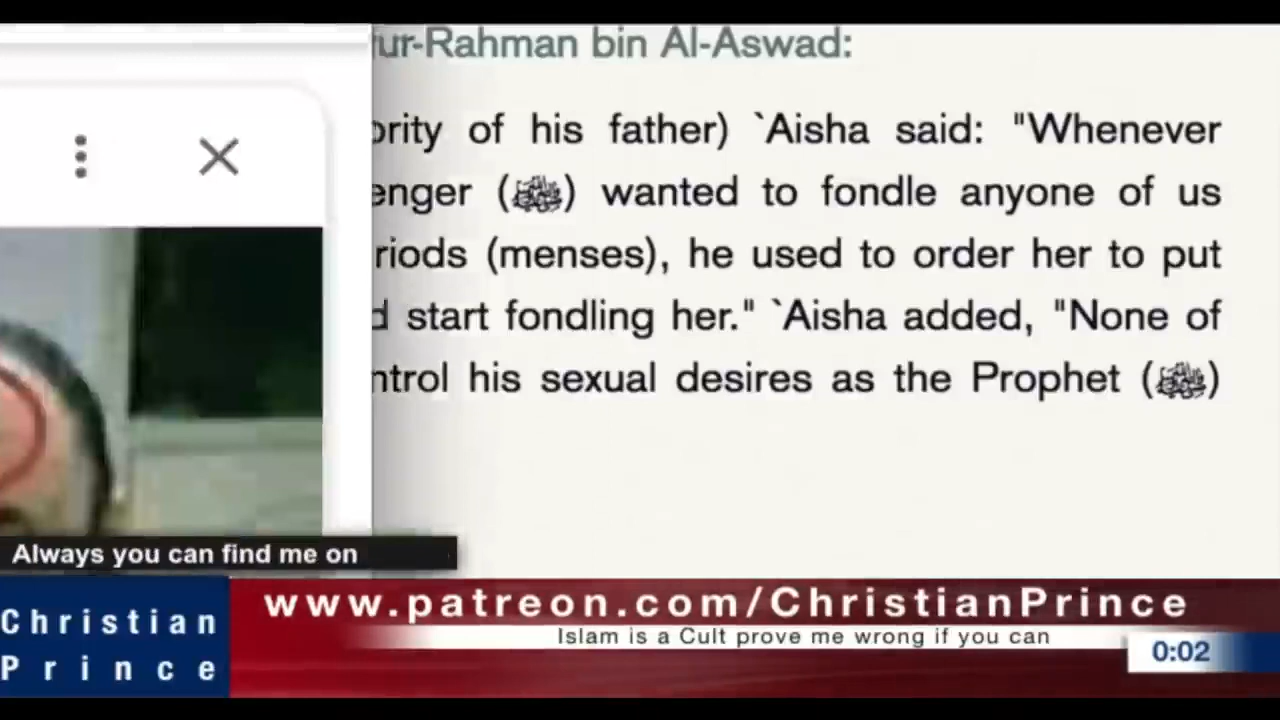 ur-Rahman bin Al-Aswad:
ority of his father) `Aisha said: "Whenever
enger (ﷺ) wanted to fondle anyone of us
riods (menses), he used to order her to put
d start fondling her." `Aisha added, "None of
ntrol his sexual desires as the Prophet (ﷺ)
Always you can find me on
www.patreon.com/ChristianPrince
Islam is a Cult prove me wrong if you can
Christian
Prince
0:02